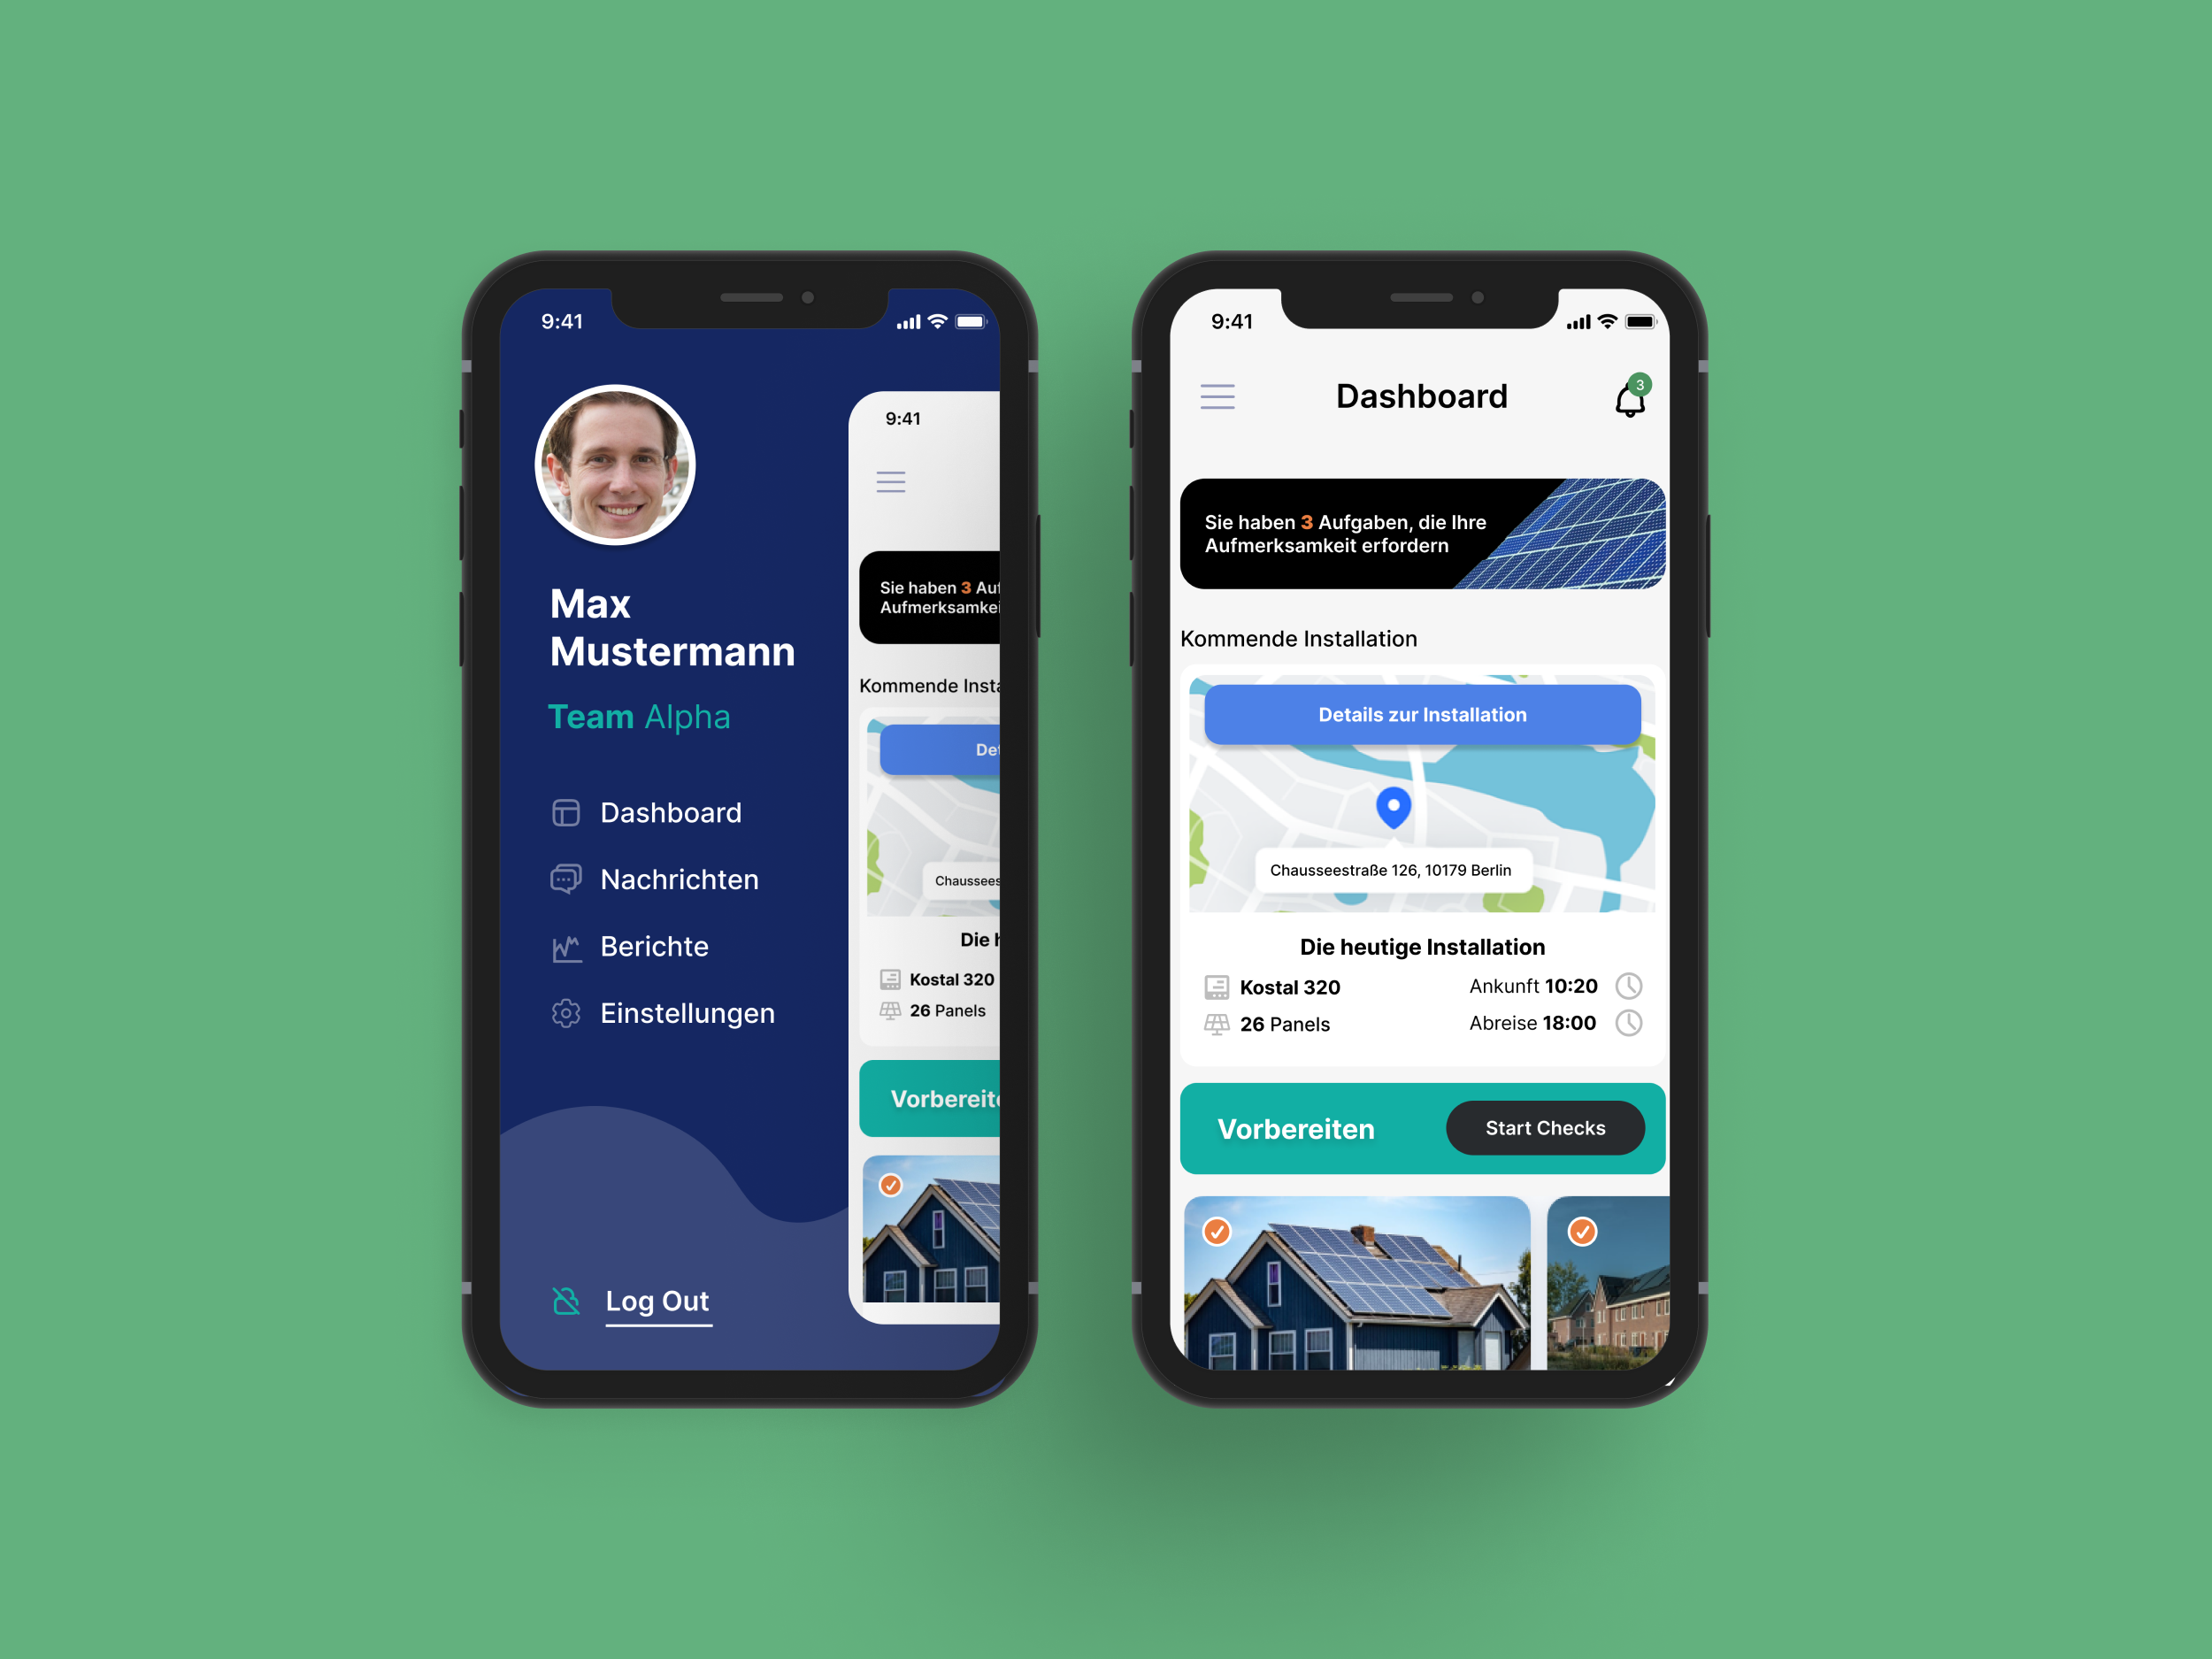 9:41
Max
Mustermann
Team Alpha
Dashboard
Nachrichten
Berichte
Einstellungen
Log Out
9:41
Sie haben 3 Auf
Aufmerksamkei
Kommende Insta
Det
Chaussees
Die h
Kostal 320
26 Panels
Vorbereite
9:41
Dashboard
3
Sie haben 3 Aufgaben, die Ihre
Aufmerksamkeit erfordern
Kommende Installation
Details zur Installation
Chausseestraße 126, 10179 Berlin
Die heutige Installation
Kostal 320 Ankunft 10:20
26 Panels Abreise 18:00
Vorbereiten Start Checks